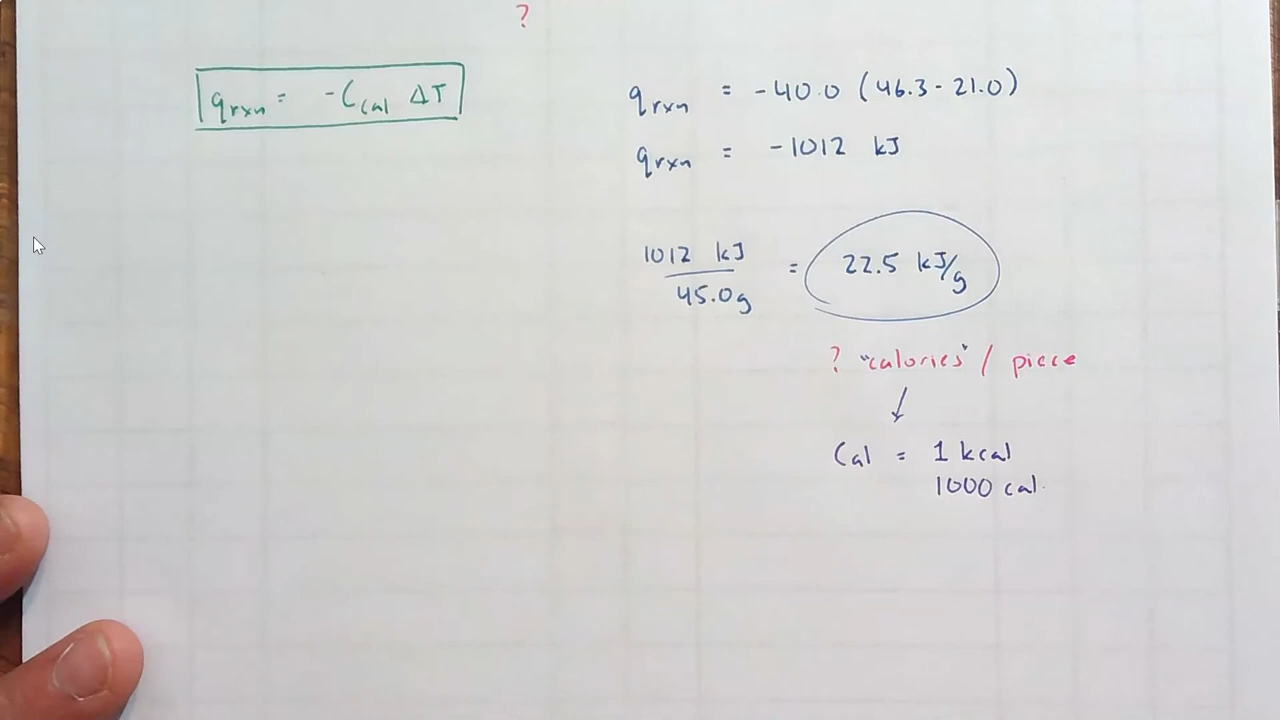 ?
q_rxn = -C_cal ΔT
q_rxn = -40.0 (46.3 - 21.0)
q_rxn = -1012 kJ
1012 kJ
45.0g
= 22.5 kJ/g
? "calories" / piece
↓
Cal = 1 kcal
1000 cal.